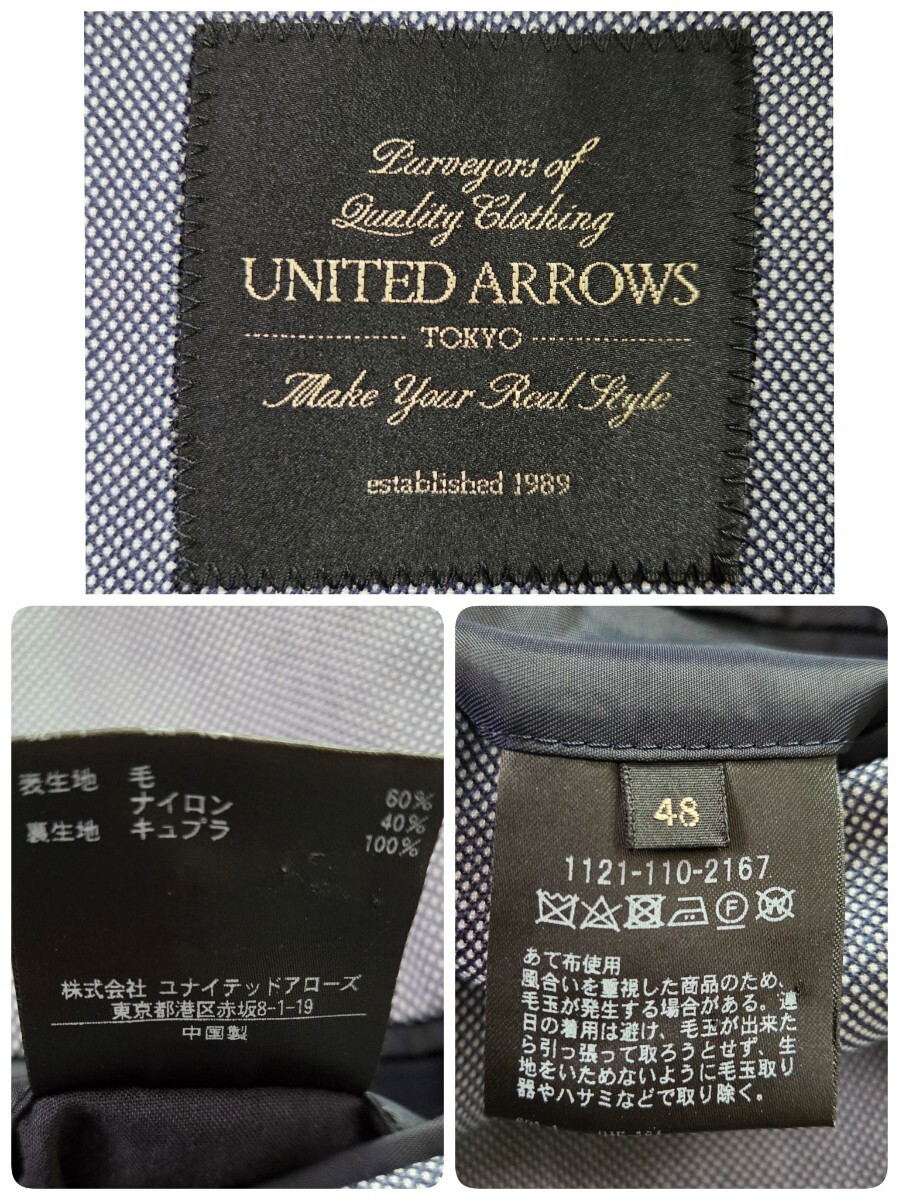 Purveyors of
Quality Clothing
UNITED ARROWS
TOKYO
Make Your Real Style
established 1989
表生地 毛 60%
ナイロン 40%
裏生地 キュプラ 100%
株式会社 ユナイテッドアローズ
東京都港区赤坂8-1-19
中国製
48
1121-110-2167
F
W
あて布使用
風合いを重視した商品のため、
毛玉が発生する場合がある。連
日の着用は避け、毛玉が出来た
ら引っ張って取ろうとせず、生
地をいためないように毛玉取り
器やハサミなどで取り除く。